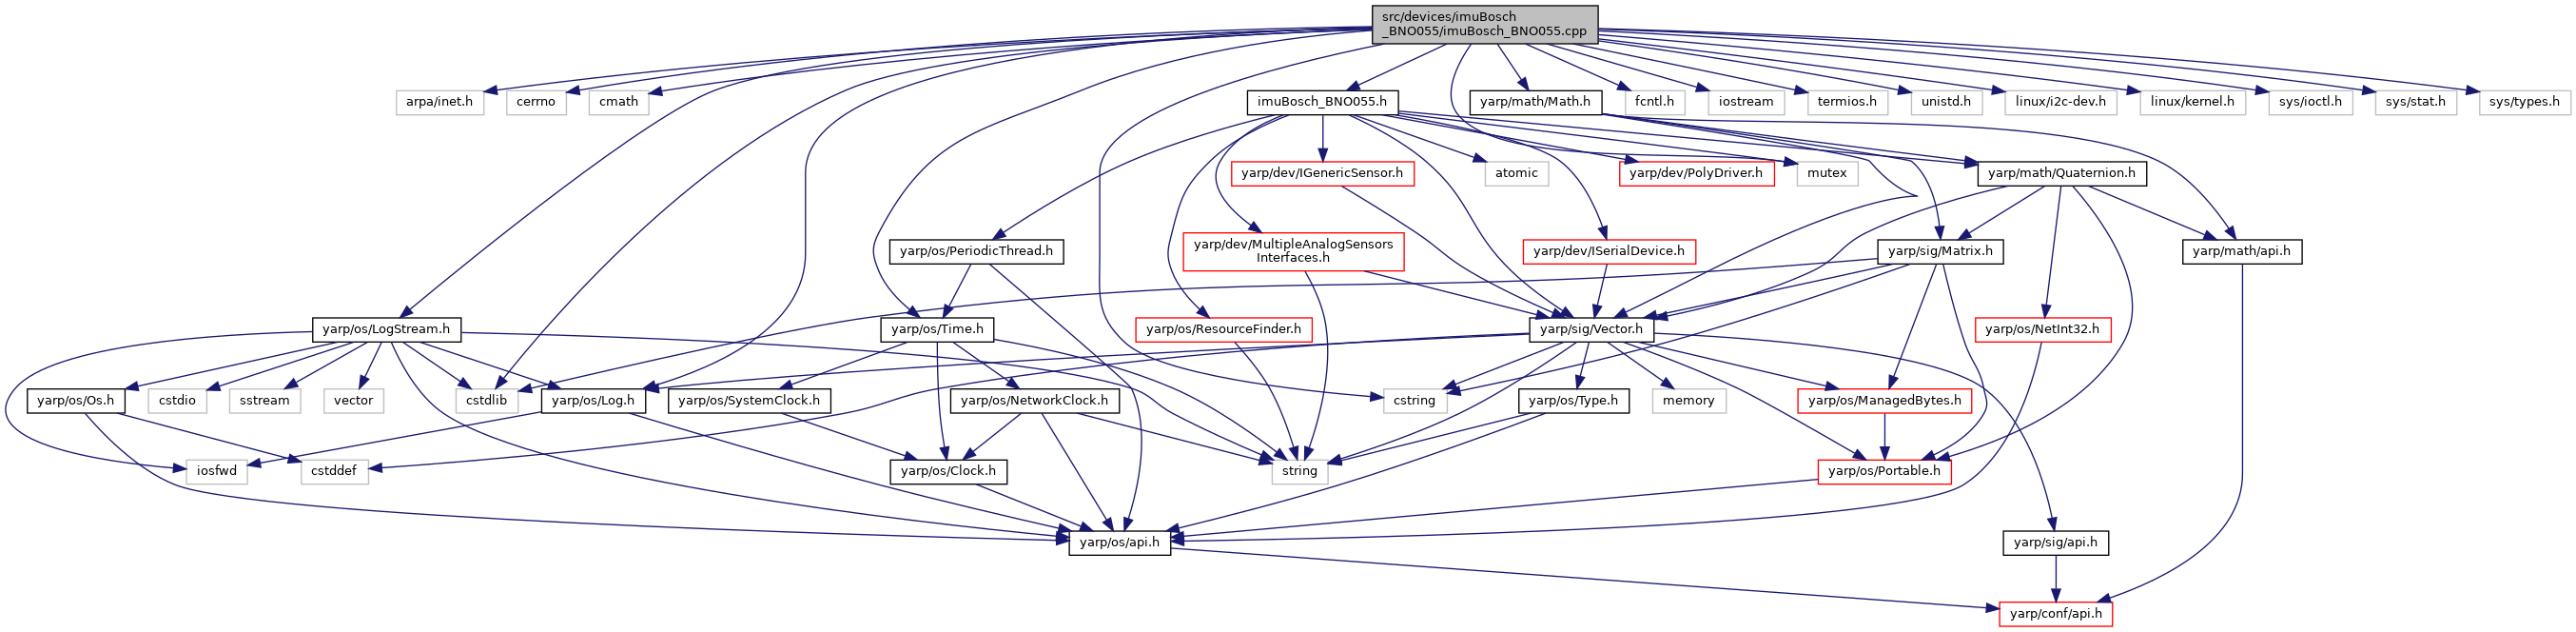 src/devices/imuBosch
_BNO055/imuBosch_BNO055.cpp
arpa/inet.h
cerrno
cmath
imuBosch_BNO055.h
yarp/math/Math.h
fcntl.h
iostream
termios.h
unistd.h
linux/i2c-dev.h
linux/kernel.h
sys/ioctl.h
sys/stat.h
sys/types.h
yarp/dev/IGenericSensor.h
atomic
yarp/dev/PolyDriver.h
mutex
yarp/math/Quaternion.h
yarp/os/PeriodicThread.h
yarp/dev/MultipleAnalogSensors
Interfaces.h
yarp/dev/ISerialDevice.h
yarp/sig/Matrix.h
yarp/math/api.h
yarp/os/LogStream.h
yarp/os/Time.h
yarp/os/ResourceFinder.h
yarp/sig/Vector.h
yarp/os/NetInt32.h
yarp/os/Os.h
cstdio
sstream
vector
cstdlib
yarp/os/Log.h
yarp/os/SystemClock.h
yarp/os/NetworkClock.h
cstring
yarp/os/Type.h
memory
yarp/os/ManagedBytes.h
iosfwd
cstddef
yarp/os/Clock.h
string
yarp/os/Portable.h
yarp/os/api.h
yarp/sig/api.h
yarp/conf/api.h